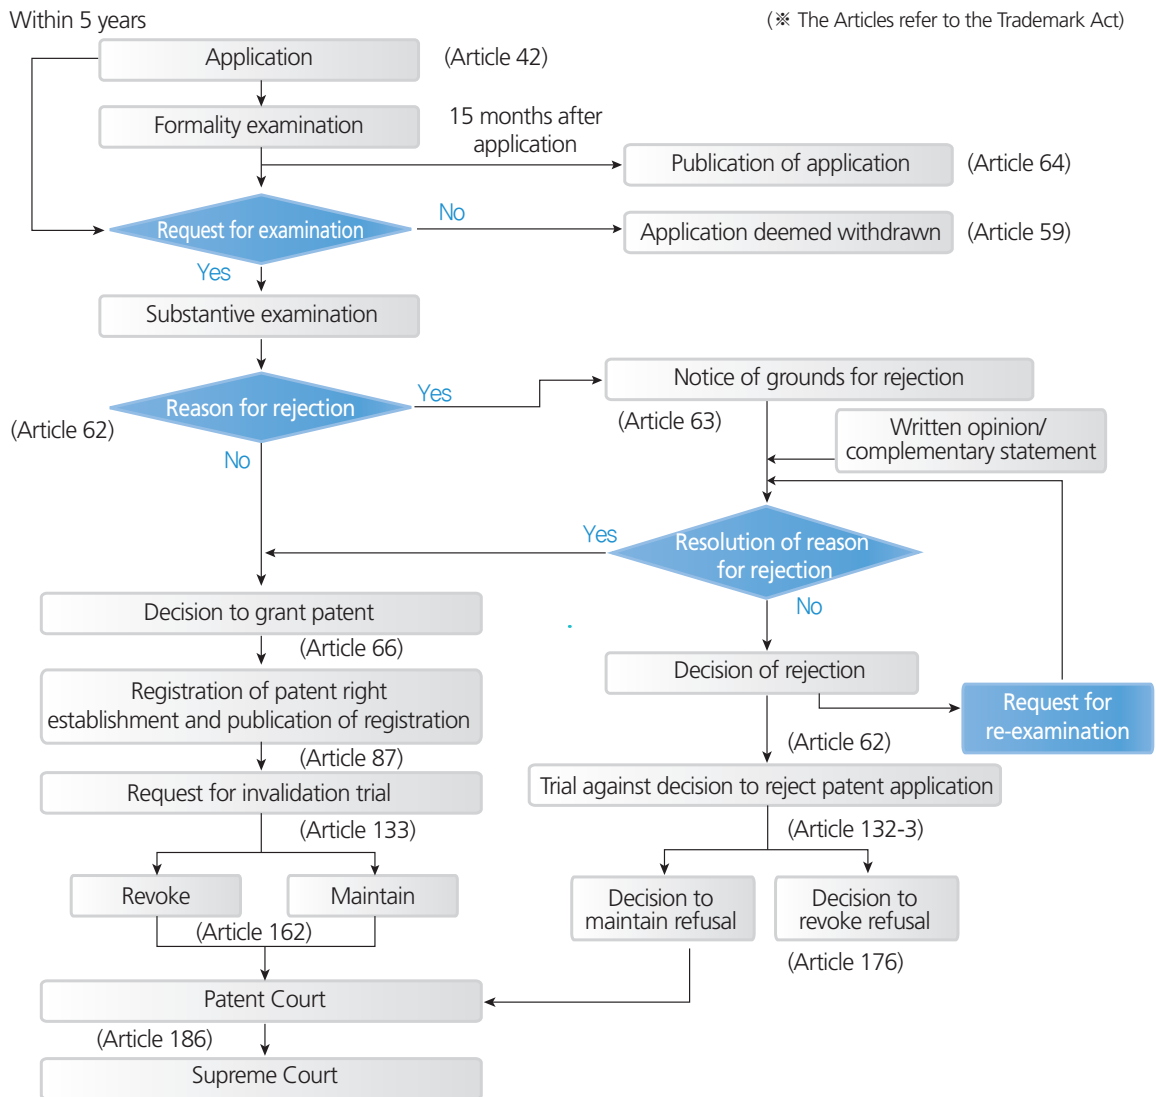 Within 5 years
(※ The Articles refer to the Trademark Act)
Application
(Article 42)
Formality examination
15 months after
application
Publication of application
(Article 64)
Request for examination
No
Application deemed withdrawn
(Article 59)
Yes
Substantive examination
Reason for rejection
Yes
(Article 62)
No
Notice of grounds for rejection
(Article 63)
Written opinion/
complementary statement
Yes
Resolution of reason
for rejection
No
Decision to grant patent
(Article 66)
Decision of rejection
Registration of patent right
establishment and publication of registration
Request for
re-examination
(Article 87)
(Article 62)
Request for invalidation trial
Trial against decision to reject patent application
(Article 133)
(Article 132-3)
Revoke
Maintain
(Article 162)
Decision to
maintain refusal
Decision to
revoke refusal
(Article 176)
Patent Court
(Article 186)
Supreme Court